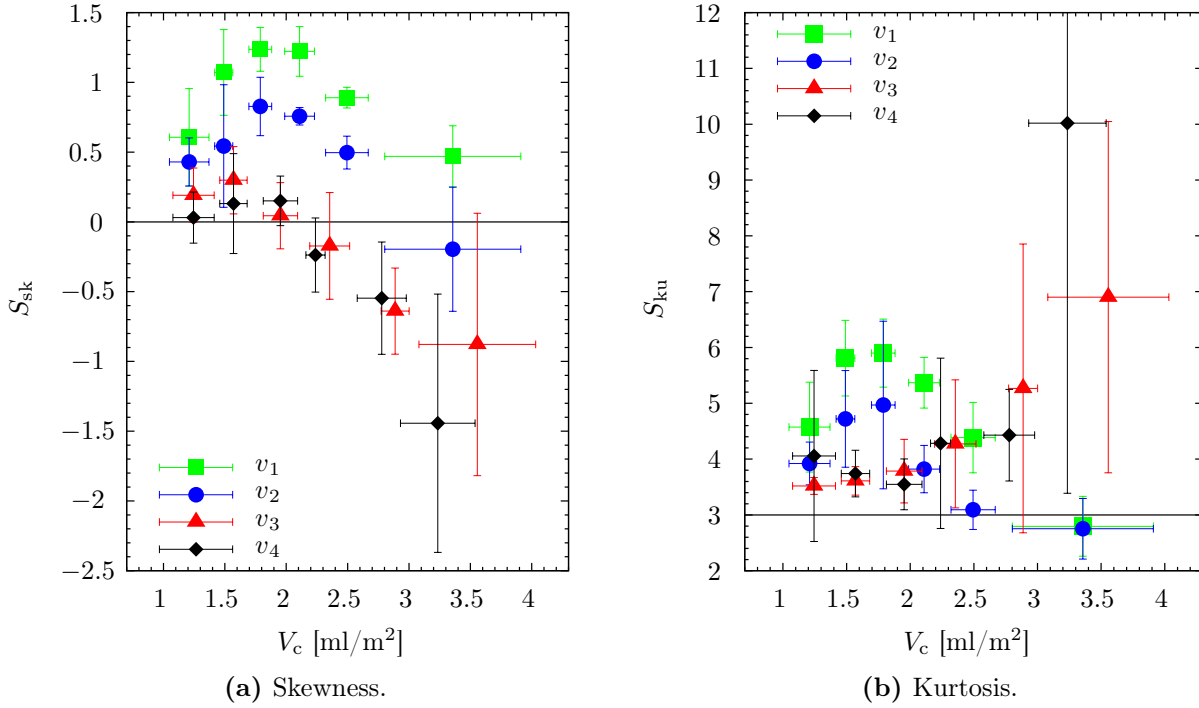 1.5
1
0.5
0
−0.5
−1
−1.5
−2
−2.5
S_sk
v_1
v_2
v_3
v_4
1 1.5 2 2.5 3 3.5 4
V_c [ml/m²]
(a) Skewness.
12
11
10
9
8
7
6
5
4
3
2
S_ku
v_1
v_2
v_3
v_4
1 1.5 2 2.5 3 3.5 4
V_c [ml/m²]
(b) Kurtosis.